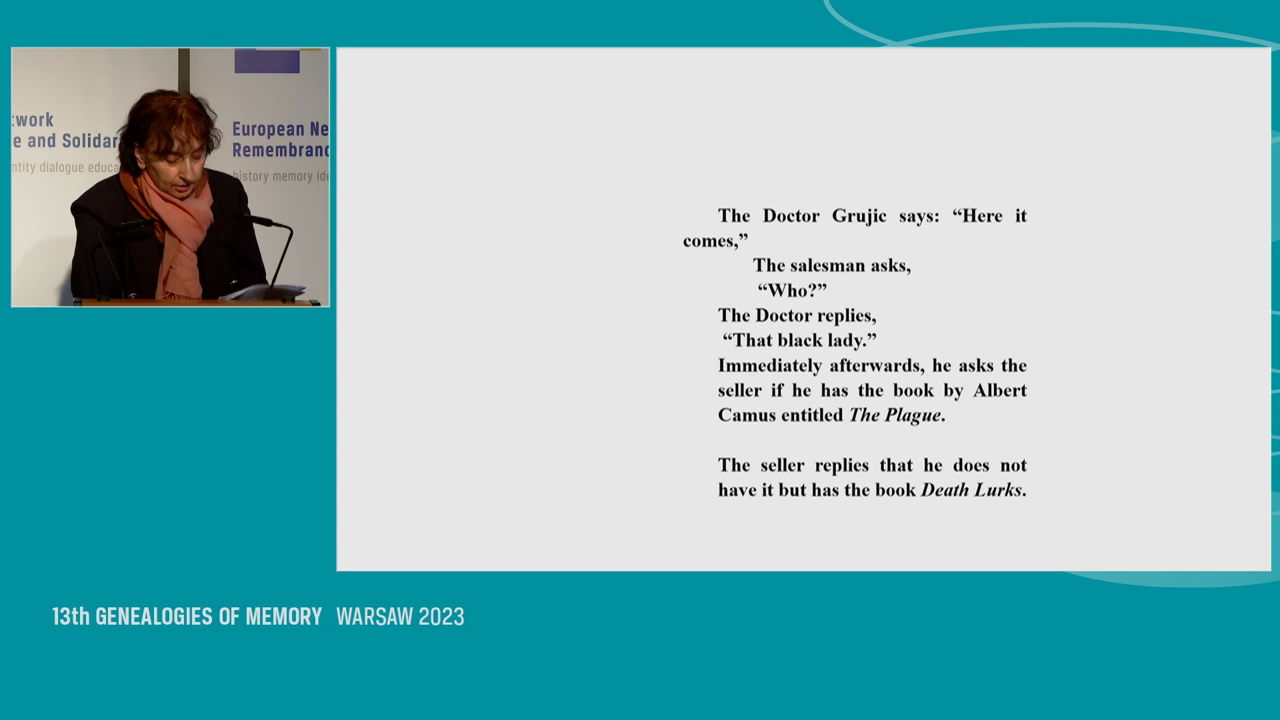 twork
e and Solidar
ntity dialogue educa
European Ne
Remembranc
history memory ide
The Doctor Grujic says: “Here it
comes,”
The salesman asks,
“Who?”
The Doctor replies,
“That black lady.”
Immediately afterwards, he asks the
seller if he has the book by Albert
Camus entitled The Plague.
The seller replies that he does not
have it but has the book Death Lurks.
13th GENEALOGIES OF MEMORY WARSAW 2023